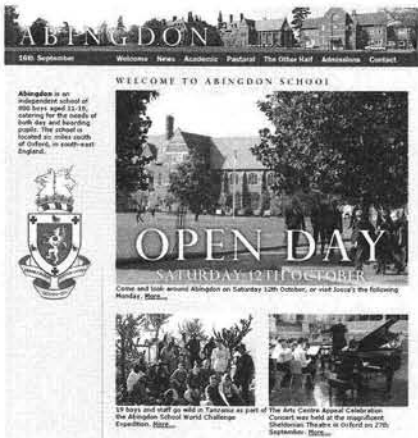 ABINGDON
16th September Welcome News Academic Pastoral The Other Half Admissions Contact
WELCOME TO ABINGDON SCHOOL
Abingdon is an
independent school of
800 boys aged 11-18,
catering for the needs of
both day and boarding
pupils. The school is
located six miles south
of Oxford, in south-east
England.
OPEN DAY
SATURDAY 12TH OCTOBER
Come and look around Abingdon on Saturday 12th October, or visit Josca's the following
Monday. More...
19 boys and staff go wild in Tanzania as part of
the Abingdon School World Challenge
Expedition. More...
The Arts Centre Appeal Celebration
Concert was held at the magnificent
Sheldonian Theatre in Oxford on 27th
September. More...